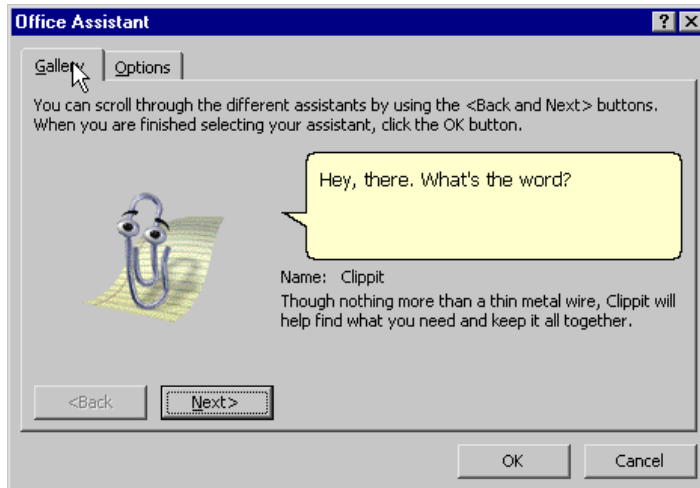 Office Assistant
Gallery Options
You can scroll through the different assistants by using the <Back and Next> buttons.
When you are finished selecting your assistant, click the OK button.
Hey, there. What's the word?
Name: Clippit
Though nothing more than a thin metal wire, Clippit will
help find what you need and keep it all together.
<Back Next>
OK Cancel